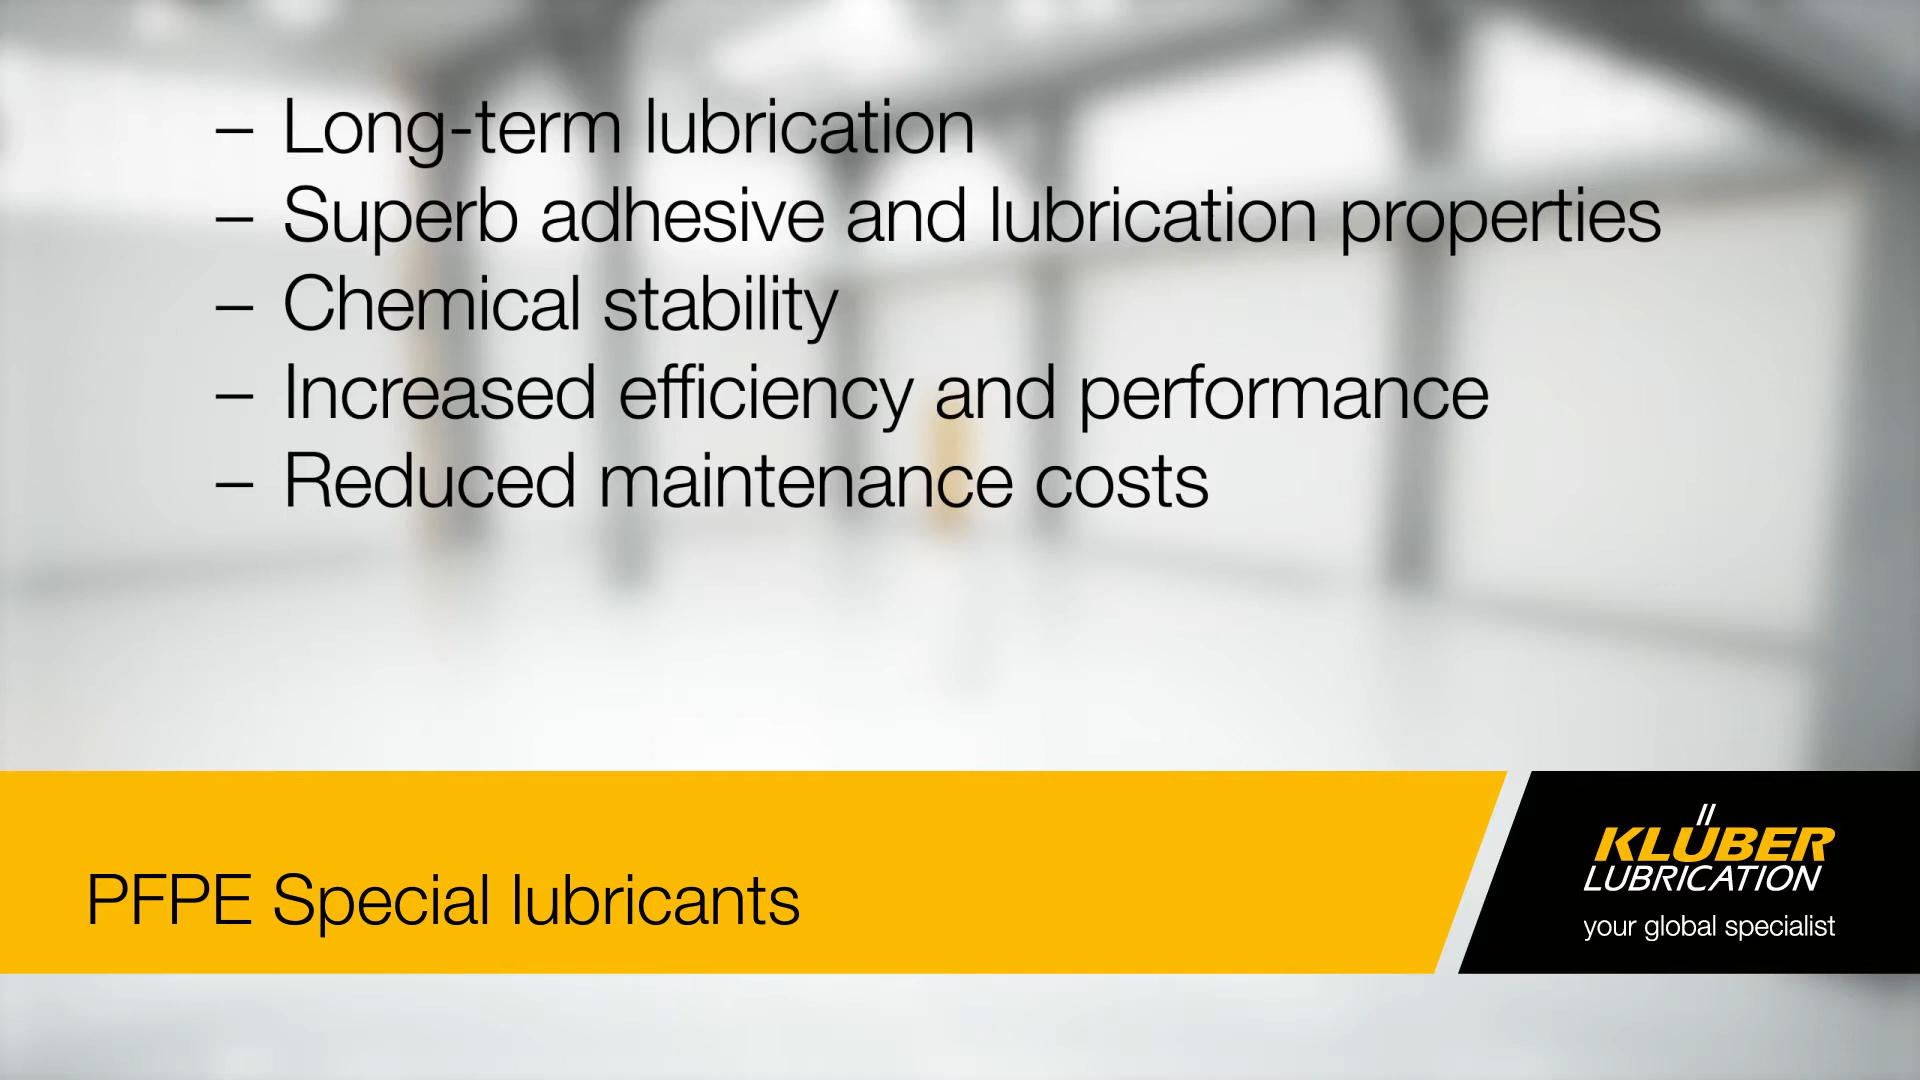 – Long-term lubrication
– Superb adhesive and lubrication properties
– Chemical stability
– Increased efficiency and performance
– Reduced maintenance costs
PFPE Special lubricants
KLÜBER
LUBRICATION
your global specialist